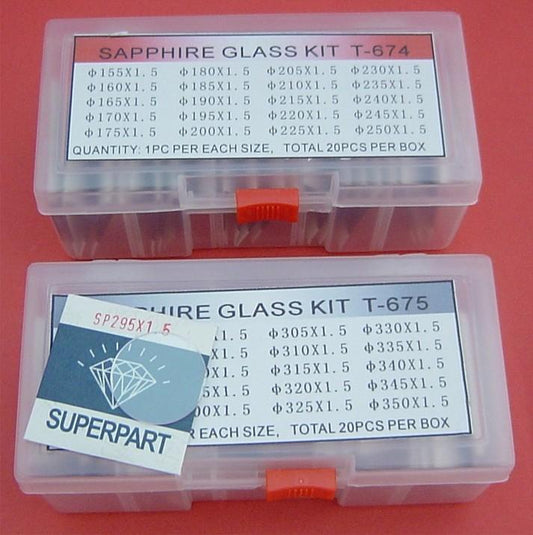 SAPPHIRE GLASS KIT T-674
Φ155X1.5 Φ180X1.5 Φ205X1.5 Φ230X1.5
Φ160X1.5 Φ185X1.5 Φ210X1.5 Φ235X1.5
Φ165X1.5 Φ190X1.5 Φ215X1.5 Φ240X1.5
Φ170X1.5 Φ195X1.5 Φ220X1.5 Φ245X1.5
Φ175X1.5 Φ200X1.5 Φ225X1.5 Φ250X1.5
QUANTITY: 1PC PER EACH SIZE, TOTAL 20PCS PER BOX
GLASS KIT T-675
Φ305X1.5 Φ330X1.5
Φ310X1.5 Φ335X1.5
Φ315X1.5 Φ340X1.5
Φ320X1.5 Φ345X1.5
Φ325X1.5 Φ350X1.5
EACH SIZE, TOTAL 20PCS PER BOX
SP295X1.5
SUPERPART